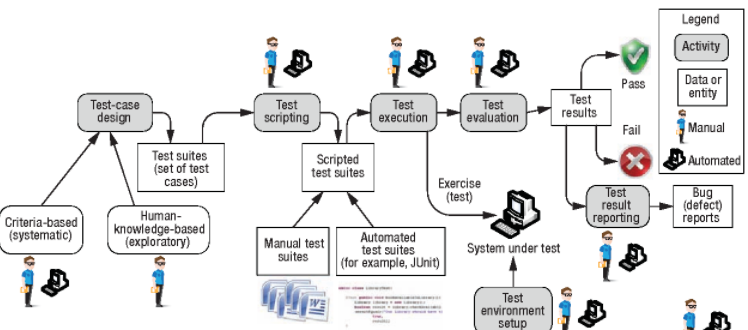 Legend
Activity
Data or
entity
Manual
Automated
Test-case
design
Test suites
(set of test
cases)
Criteria-based
(systematic)
Human-
knowledge-based
(exploratory)
Test
scripting
Scripted
test suites
Manual test
suites
Automated
test suites
(for example, JUnit)
Test
execution
Exercise
(test)
System under test
Test
environment
setup
Test
evaluation
Test
results
Pass
Fail
Test
result
reporting
Bug
(defect)
reports